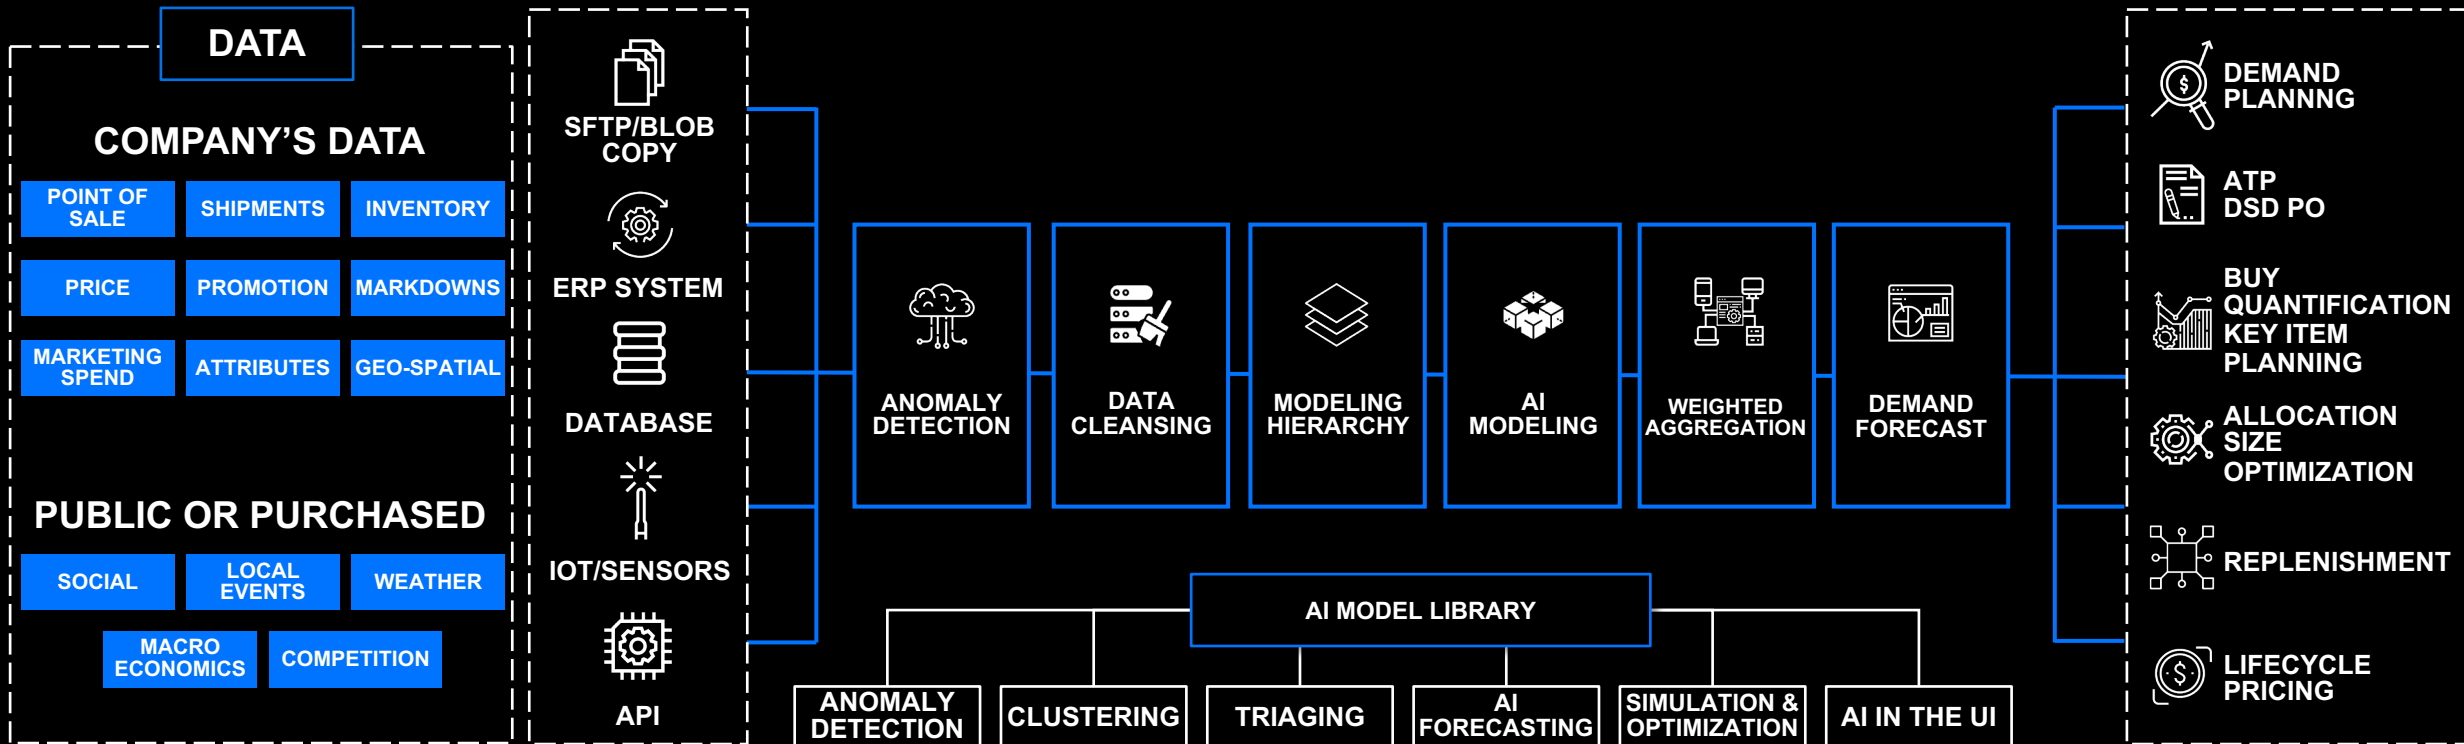 DATA
COMPANY’S DATA
POINT OF
SALE
SHIPMENTS
INVENTORY
PRICE
PROMOTION
MARKDOWNS
MARKETING
SPEND
ATTRIBUTES
GEO-SPATIAL
PUBLIC OR PURCHASED
SOCIAL
LOCAL
EVENTS
WEATHER
MACRO
ECONOMICS
COMPETITION
SFTP/BLOB
COPY
ERP SYSTEM
DATABASE
IOT/SENSORS
API
ANOMALY
DETECTION
DATA
CLEANSING
MODELING
HIERARCHY
AI
MODELING
WEIGHTED
AGGREGATION
DEMAND
FORECAST
AI MODEL LIBRARY
ANOMALY
DETECTION
CLUSTERING
TRIAGING
AI
FORECASTING
SIMULATION &
OPTIMIZATION
AI IN THE UI
DEMAND
PLANNNG
ATP
DSD PO
BUY
QUANTIFICATION
KEY ITEM
PLANNING
ALLOCATION
SIZE
OPTIMIZATION
REPLENISHMENT
LIFECYCLE
PRICING